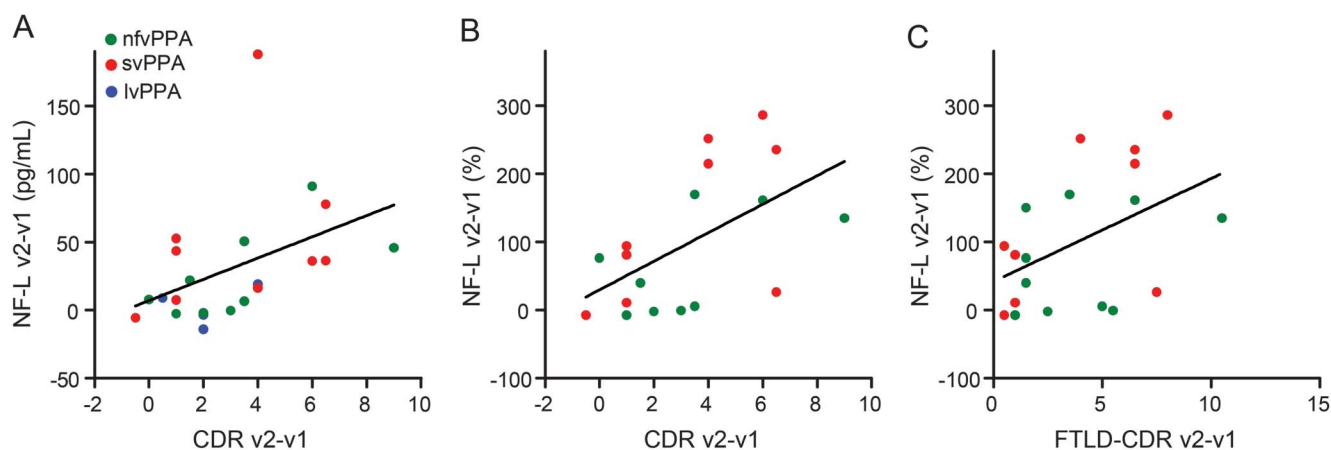 A
nfvPPA
svPPA
lvPPA
NF-L v2-v1 (pg/mL)
150
100
50
0
-50
-2 0 2 4 6 8 10
CDR v2-v1
B
NF-L v2-v1 (%)
300
200
100
0
-100
-2 0 2 4 6 8 10
CDR v2-v1
C
NF-L v2-v1 (%)
300
200
100
0
-100
0 5 10 15
FTLD-CDR v2-v1